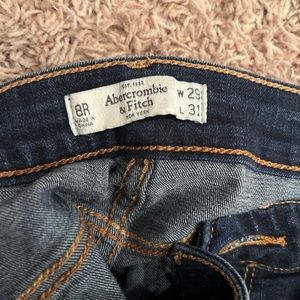 8R
MADE IN
CHINA
EST. 1892
Abercrombie
& Fitch
NEW YORK
W 29
L 31